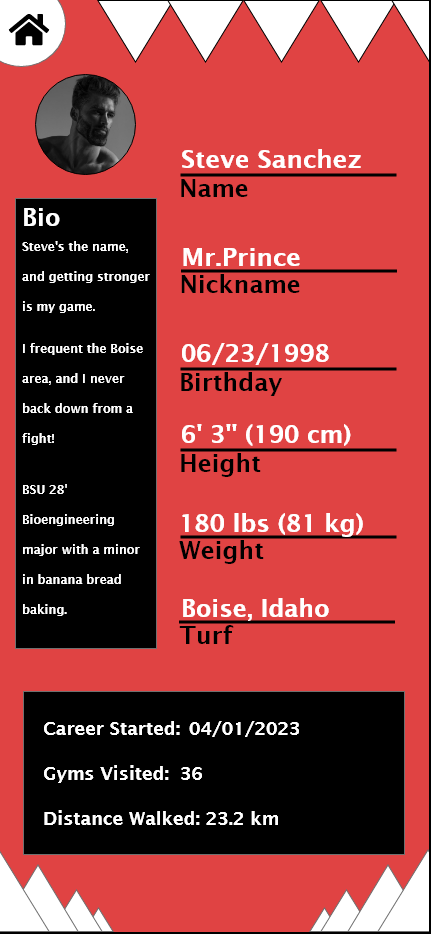 Steve Sanchez
Name
Mr.Prince
Nickname
06/23/1998
Birthday
6' 3" (190 cm)
Height
180 lbs (81 kg)
Weight
Boise, Idaho
Turf
Bio
Steve's the name,
and getting stronger
is my game.
I frequent the Boise
area, and I never
back down from a
fight!
BSU 28'
Bioengineering
major with a minor
in banana bread
baking.
Career Started: 04/01/2023
Gyms Visited: 36
Distance Walked: 23.2 km